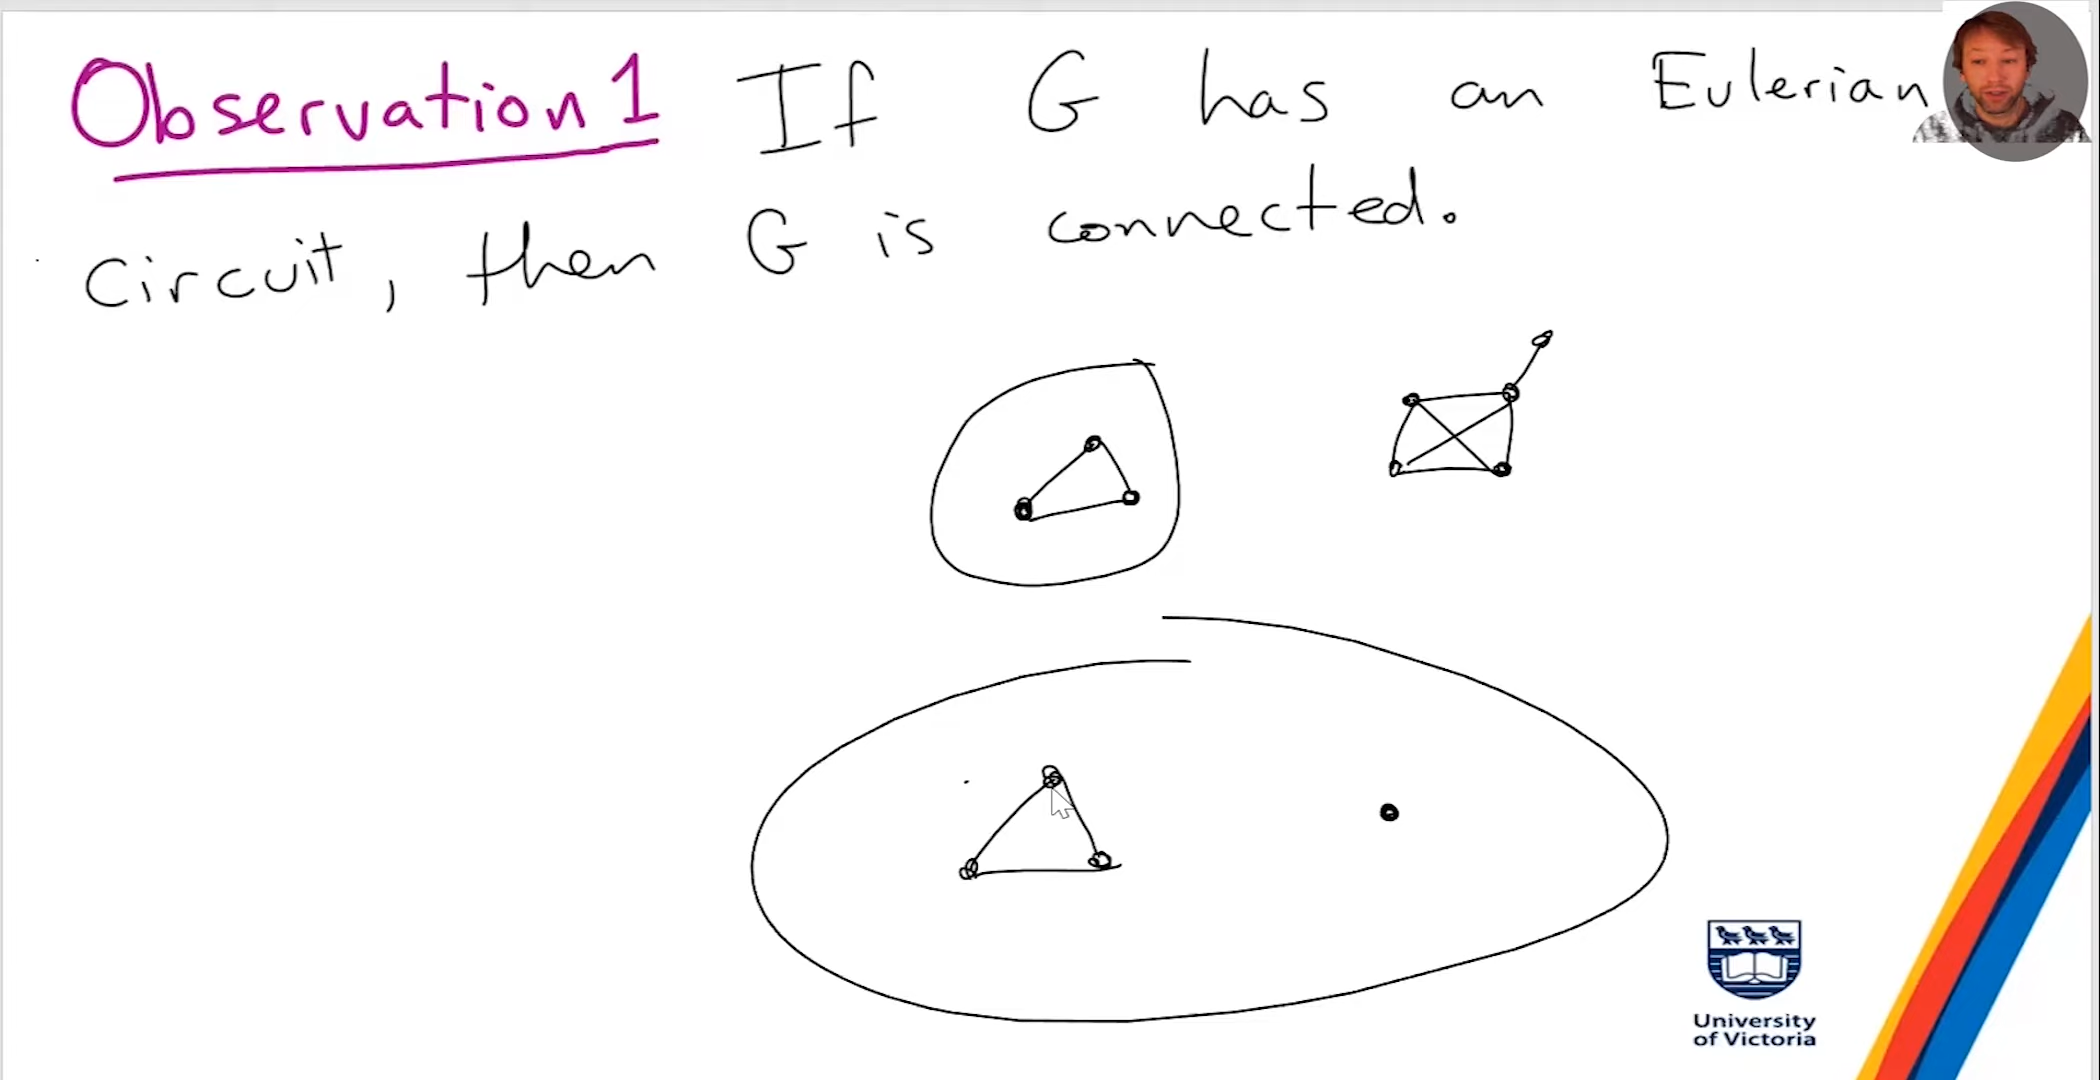 Observation 1 If G has an Eulerian
circuit, then G is connected.
University
of Victoria